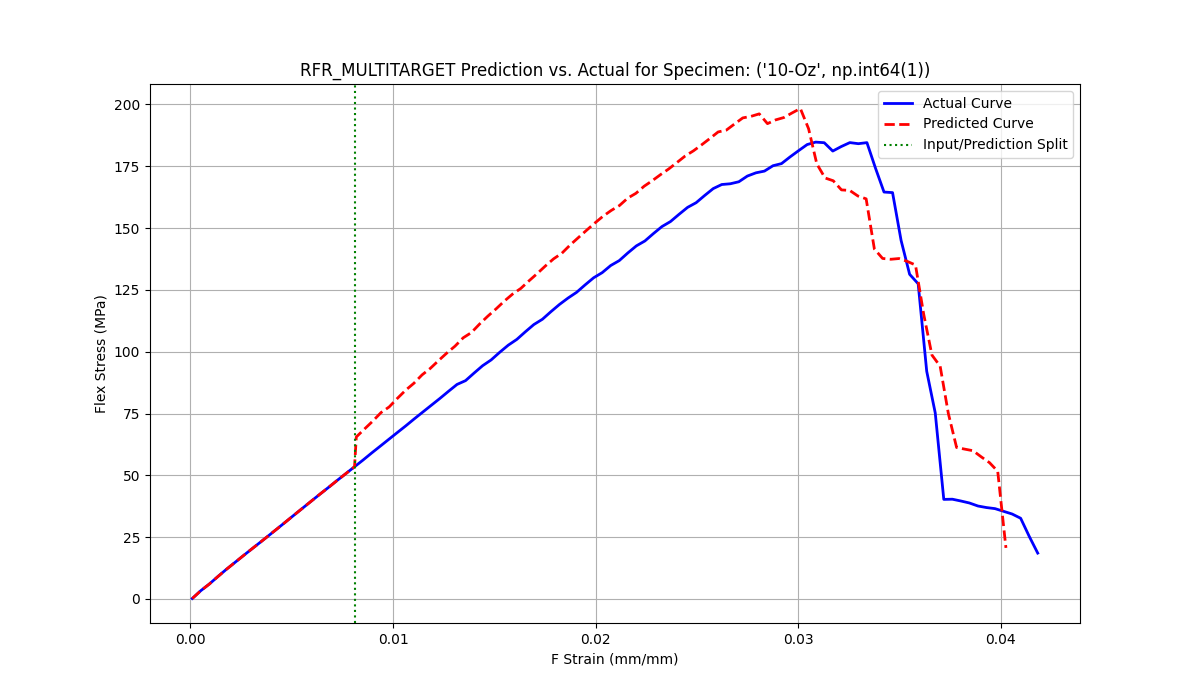 RFR_MULTITARGET Prediction vs. Actual for Specimen: ('10-Oz', np.int64(1))
Actual Curve
Predicted Curve
Input/Prediction Split
200
175
150
125
100
75
50
25
0
Flex Stress (MPa)
0.00 0.01 0.02 0.03 0.04
F Strain (mm/mm)